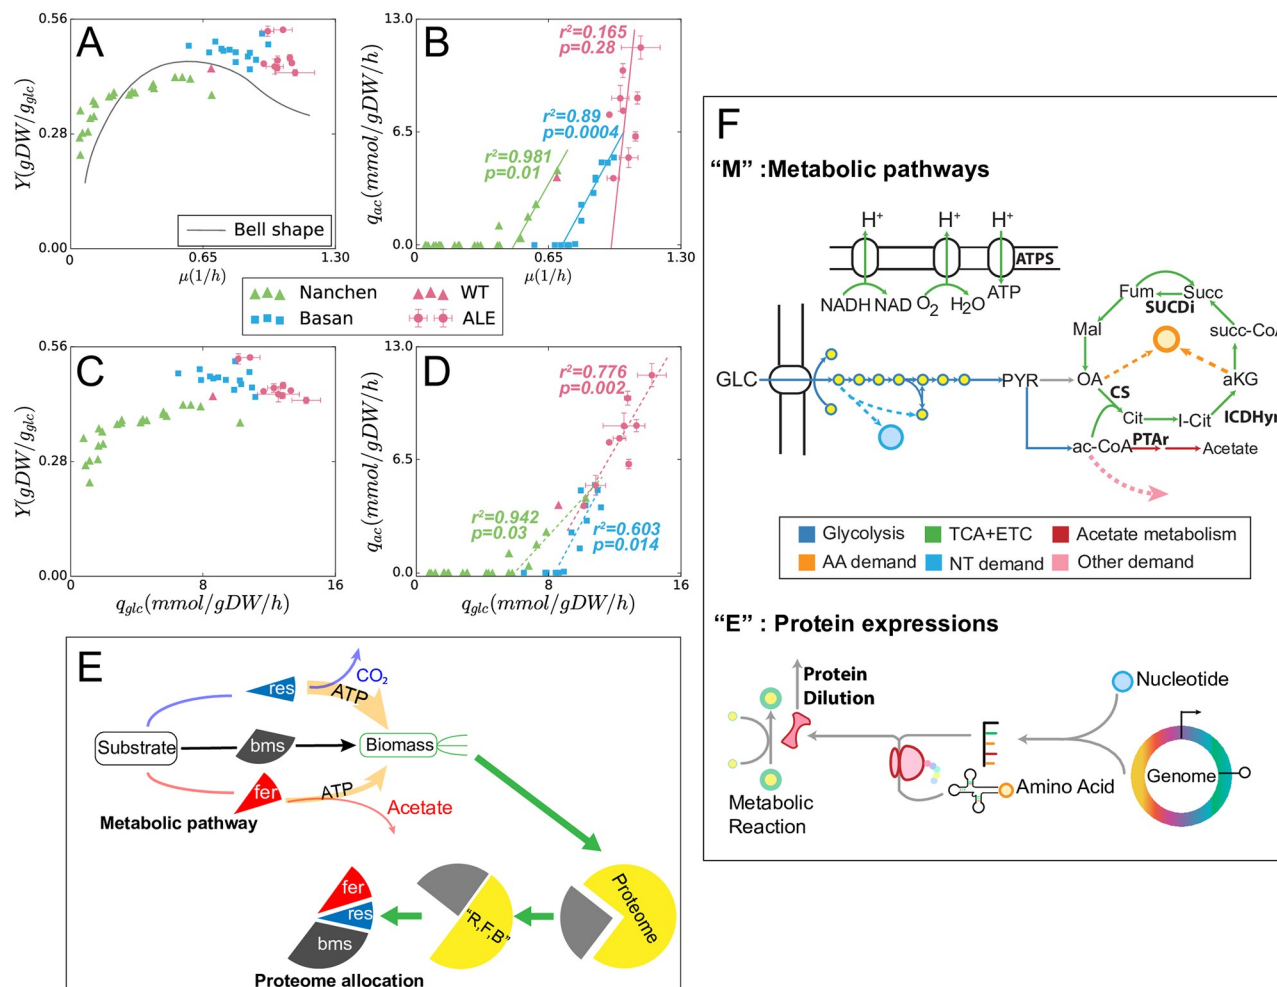 A
0.56
0.28
0.00
Y(gDW/g_glc)
Bell shape
0
0.65
1.30
μ(1/h)
B
13.0
6.5
0.0
q_ac(mmol/gDW/h)
r²=0.165
p=0.28
r²=0.89
p=0.0004
r²=0.981
p=0.01
0
0.65
1.30
μ(1/h)
Nanchen
WT
Basan
ALE
C
0.56
0.28
0.00
Y(gDW/g_glc)
0
8
16
q_glc(mmol/gDW/h)
D
13.0
6.5
0.0
q_ac(mmol/gDW/h)
r²=0.776
p=0.002
r²=0.942
p=0.03
r²=0.603
p=0.014
0
8
16
q_glc(mmol/gDW/h)
E
CO₂
res
ATP
Substrate
bms
Biomass
fer
ATP
Acetate
Metabolic pathway
fer
res
bms
"R,F,B"
Proteome
Proteome allocation
F
“M” :Metabolic pathways
H⁺
H⁺
H⁺
ATPS
NADH
NAD
O₂
H₂O
ATP
Fum
Succ
SUCDi
Mal
succ-CoA
GLC
PYR
OA
aKG
CS
Cit
I-Cit
ICDHyr
ac-CoA
PTAr
Acetate
Glycolysis
TCA+ETC
Acetate metabolism
AA demand
NT demand
Other demand
“E” : Protein expressions
Protein
Dilution
Nucleotide
Genome
Amino Acid
Metabolic
Reaction